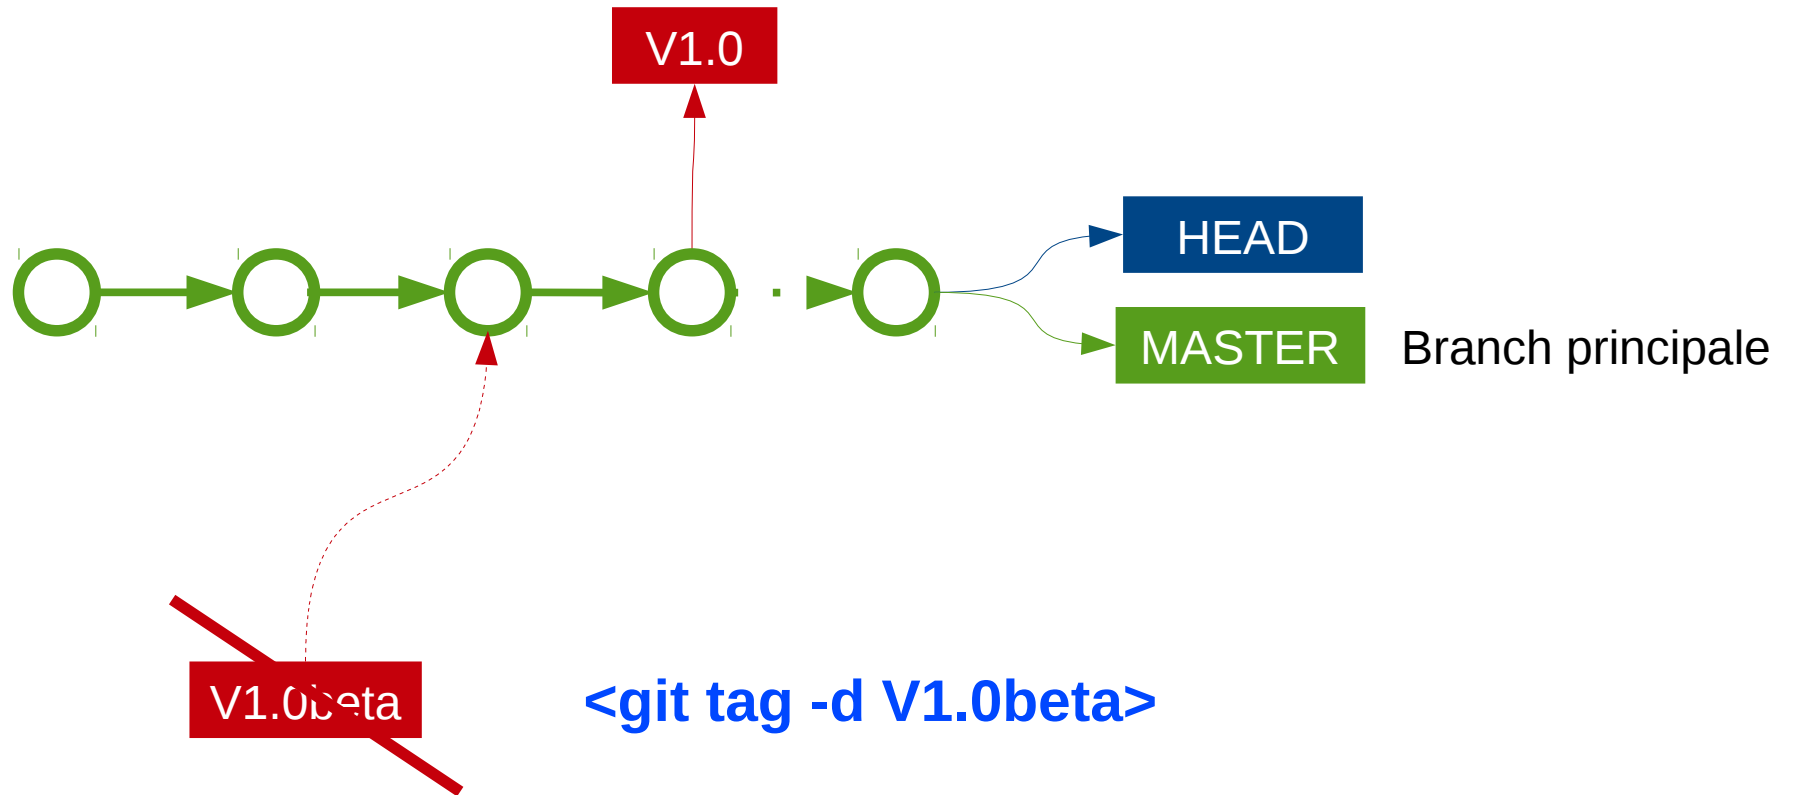 V1.0
HEAD
MASTER
Branch principale
V1.0beta
<git tag -d V1.0beta>